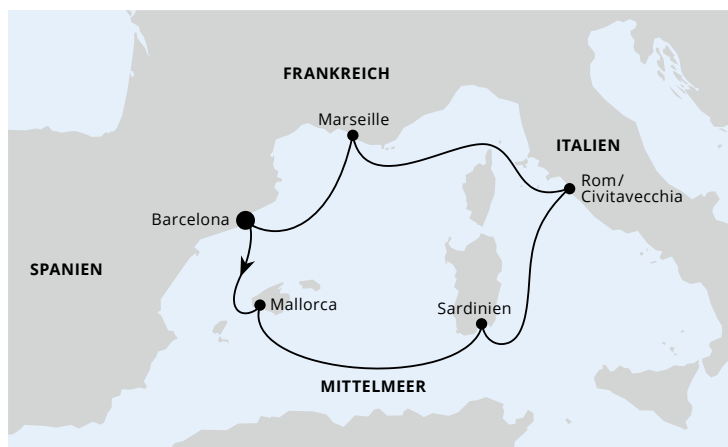 FRANKREICH
Marseille
ITALIEN
Rom/
Civitavecchia
Barcelona
SPANIEN
Mallorca
Sardinien
MITTELMEER